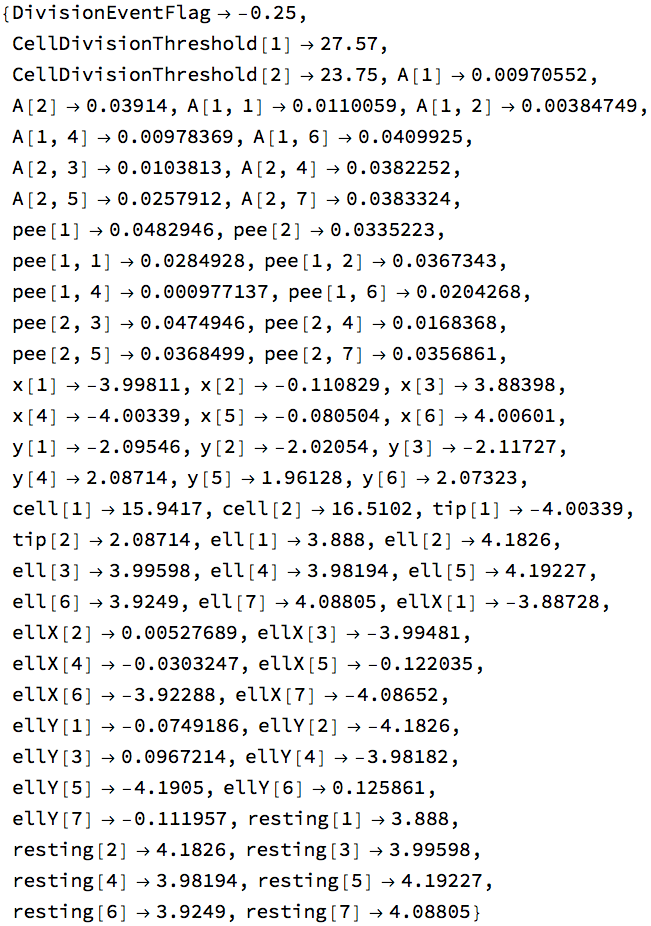 {DivisionEventFlag → -0.25,
CellDivisionThreshold[1] → 27.57,
CellDivisionThreshold[2] → 23.75, A[1] → 0.00970552,
A[2] → 0.03914, A[1, 1] → 0.0110059, A[1, 2] → 0.00384749,
A[1, 4] → 0.00978369, A[1, 6] → 0.0409925,
A[2, 3] → 0.0103813, A[2, 4] → 0.0382252,
A[2, 5] → 0.0257912, A[2, 7] → 0.0383324,
pee[1] → 0.0482946, pee[2] → 0.0335223,
pee[1, 1] → 0.0284928, pee[1, 2] → 0.0367343,
pee[1, 4] → 0.000977137, pee[1, 6] → 0.0204268,
pee[2, 3] → 0.0474946, pee[2, 4] → 0.0168368,
pee[2, 5] → 0.0368499, pee[2, 7] → 0.0356861,
x[1] → -3.99811, x[2] → -0.110829, x[3] → 3.88398,
x[4] → -4.00339, x[5] → -0.080504, x[6] → 4.00601,
y[1] → -2.09546, y[2] → -2.02054, y[3] → -2.11727,
y[4] → 2.08714, y[5] → 1.96128, y[6] → 2.07323,
cell[1] → 15.9417, cell[2] → 16.5102, tip[1] → -4.00339,
tip[2] → 2.08714, ell[1] → 3.888, ell[2] → 4.1826,
ell[3] → 3.99598, ell[4] → 3.98194, ell[5] → 4.19227,
ell[6] → 3.9249, ell[7] → 4.08805, ellX[1] → -3.88728,
ellX[2] → 0.00527689, ellX[3] → -3.99481,
ellX[4] → -0.0303247, ellX[5] → -0.122035,
ellX[6] → -3.92288, ellX[7] → -4.08652,
ellY[1] → -0.0749186, ellY[2] → -4.1826,
ellY[3] → 0.0967214, ellY[4] → -3.98182,
ellY[5] → -4.1905, ellY[6] → 0.125861,
ellY[7] → -0.111957, resting[1] → 3.888,
resting[2] → 4.1826, resting[3] → 3.99598,
resting[4] → 3.98194, resting[5] → 4.19227,
resting[6] → 3.9249, resting[7] → 4.08805}